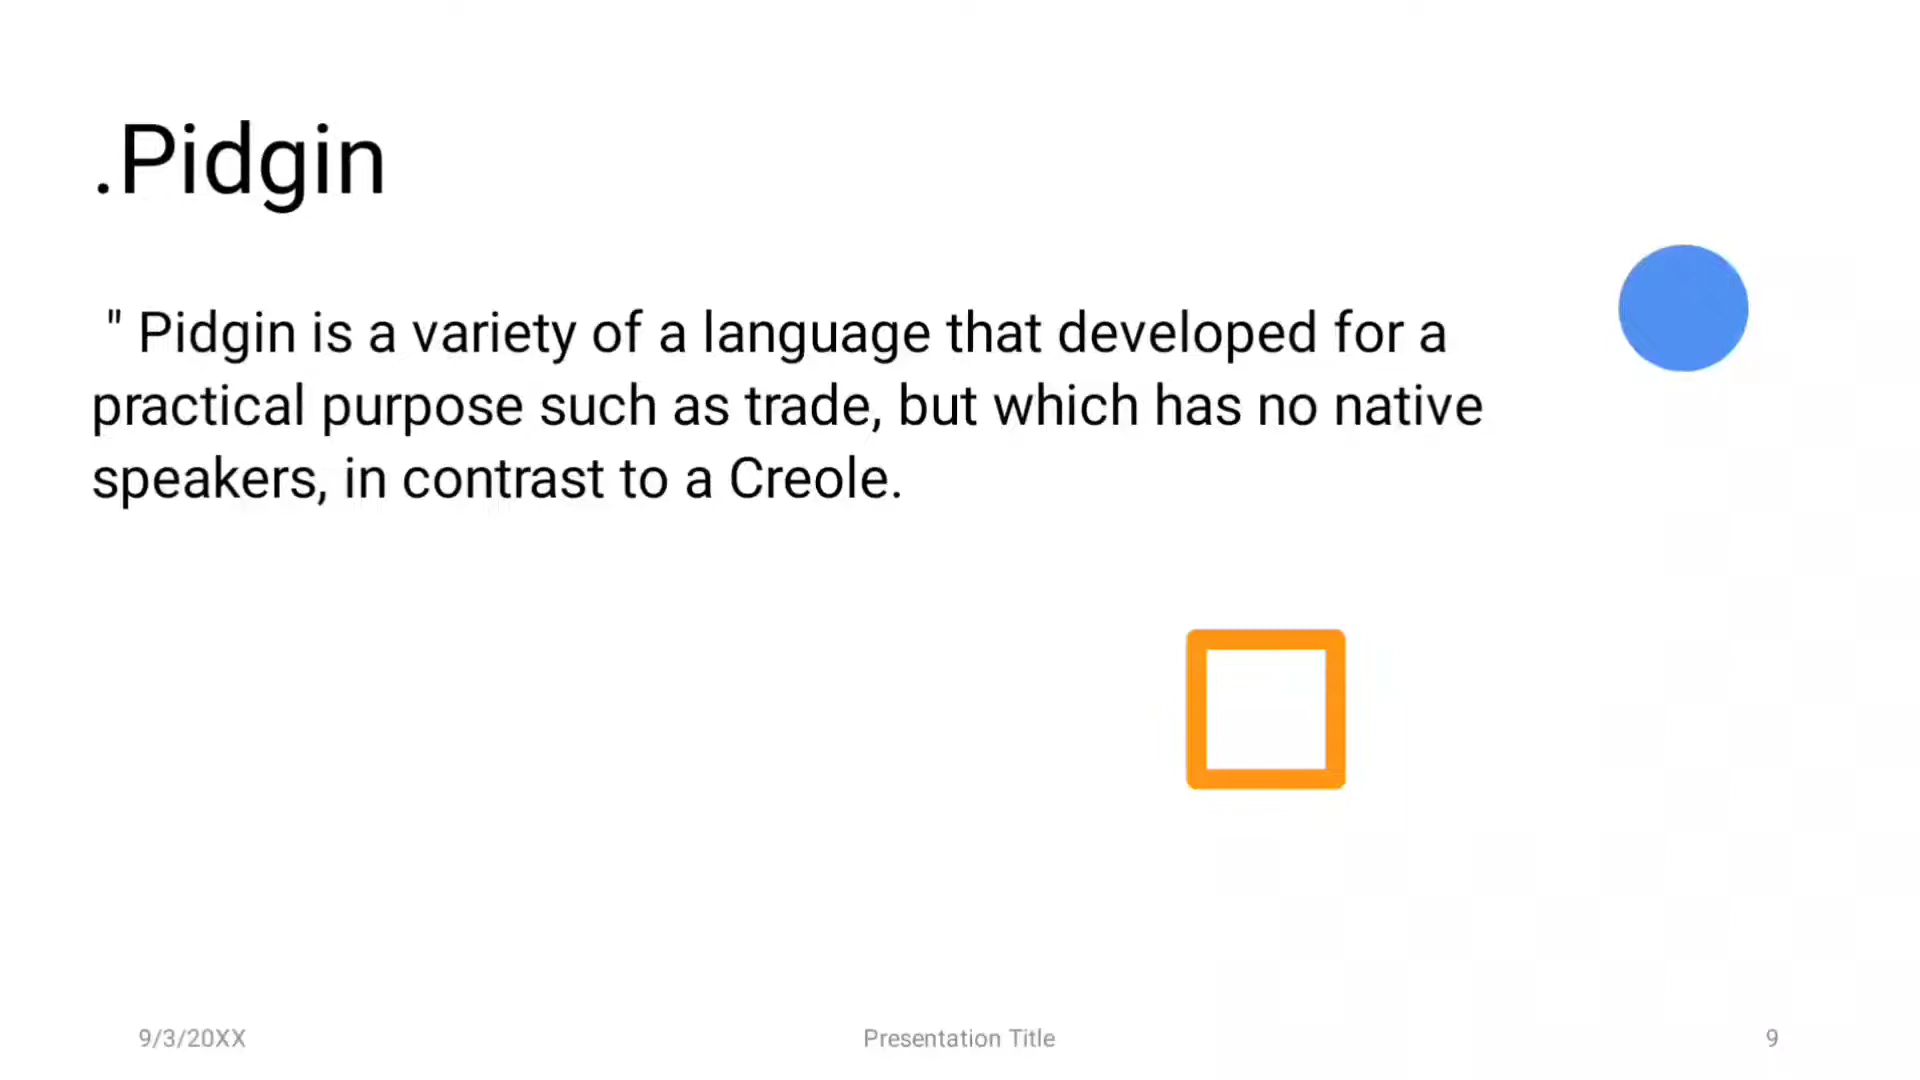 .Pidgin
" Pidgin is a variety of a language that developed for a
practical purpose such as trade, but which has no native
speakers, in contrast to a Creole.
9/3/20XX
Presentation Title
9